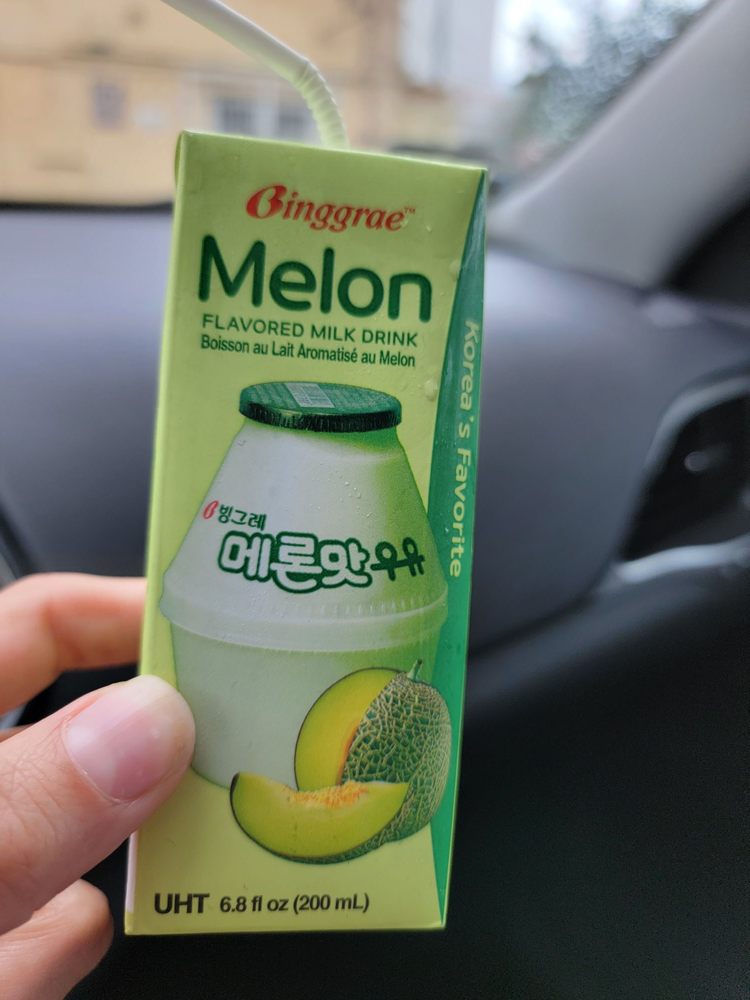 Binggrae™
Melon
FLAVORED MILK DRINK
Boisson au Lait Aromatisé au Melon
Korea's Favorite
빙그레
메론맛우유
UHT 6.8 fl oz (200 mL)